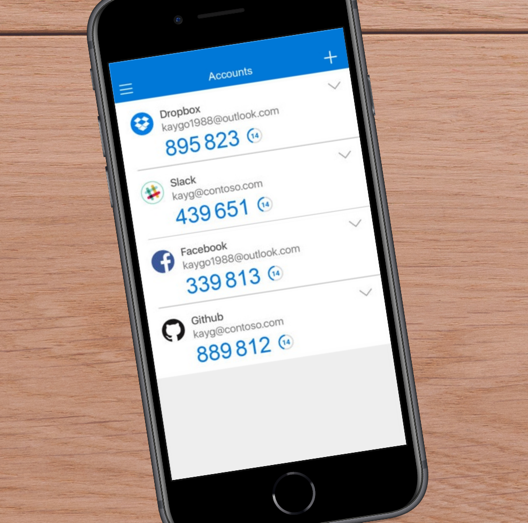 Accounts
Dropbox
kaygo1988@outlook.com
895 823 14
Slack
kayg@contoso.com
439 651 14
Facebook
kaygo1988@outlook.com
339 813 14
Github
kayg@contoso.com
889 812 14